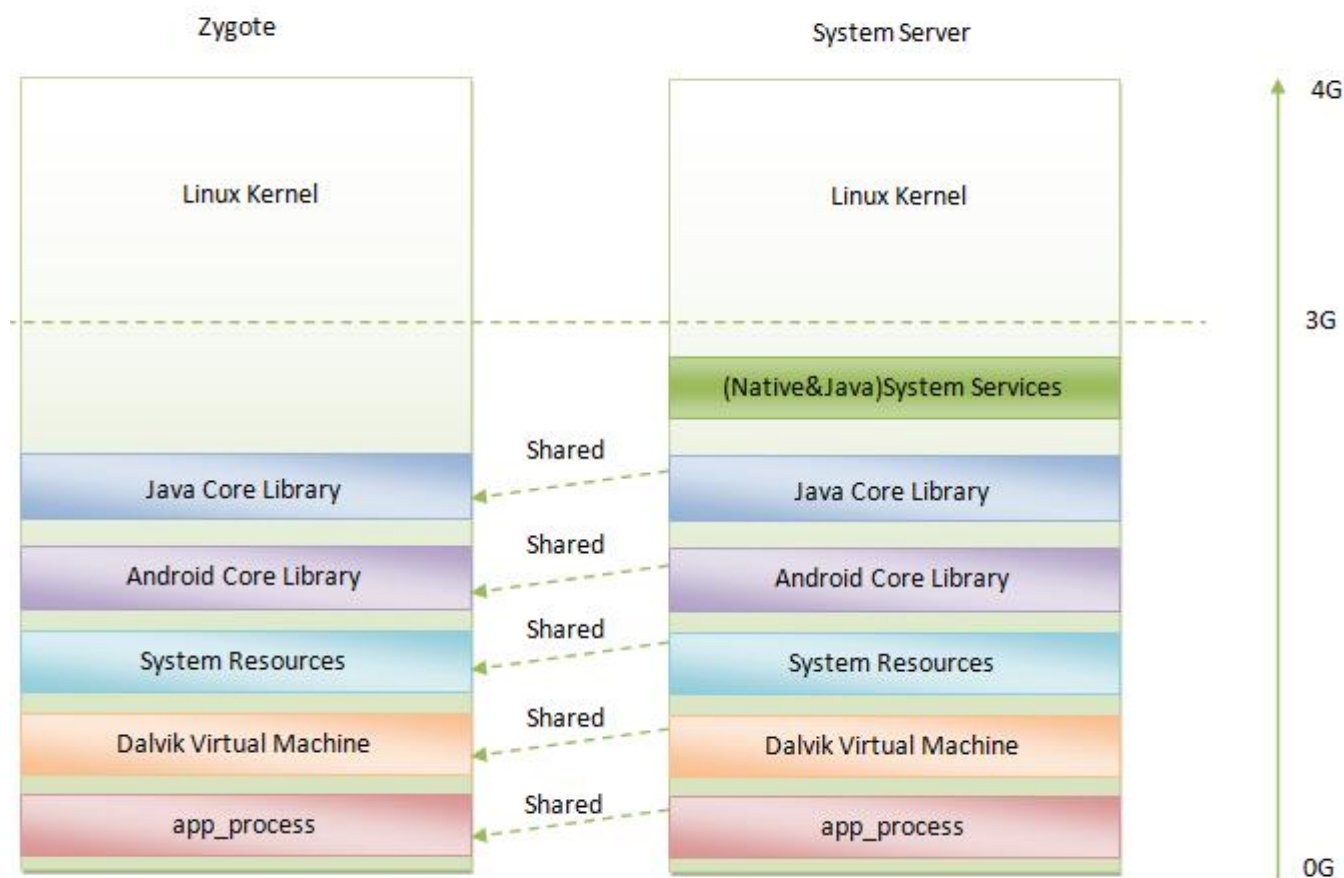 Zygote
System Server
4G
Linux Kernel
Linux Kernel
3G
(Native&Java)System Services
Shared
Java Core Library
Java Core Library
Shared
Android Core Library
Android Core Library
Shared
System Resources
System Resources
Shared
Dalvik Virtual Machine
Dalvik Virtual Machine
Shared
app_process
app_process
0G